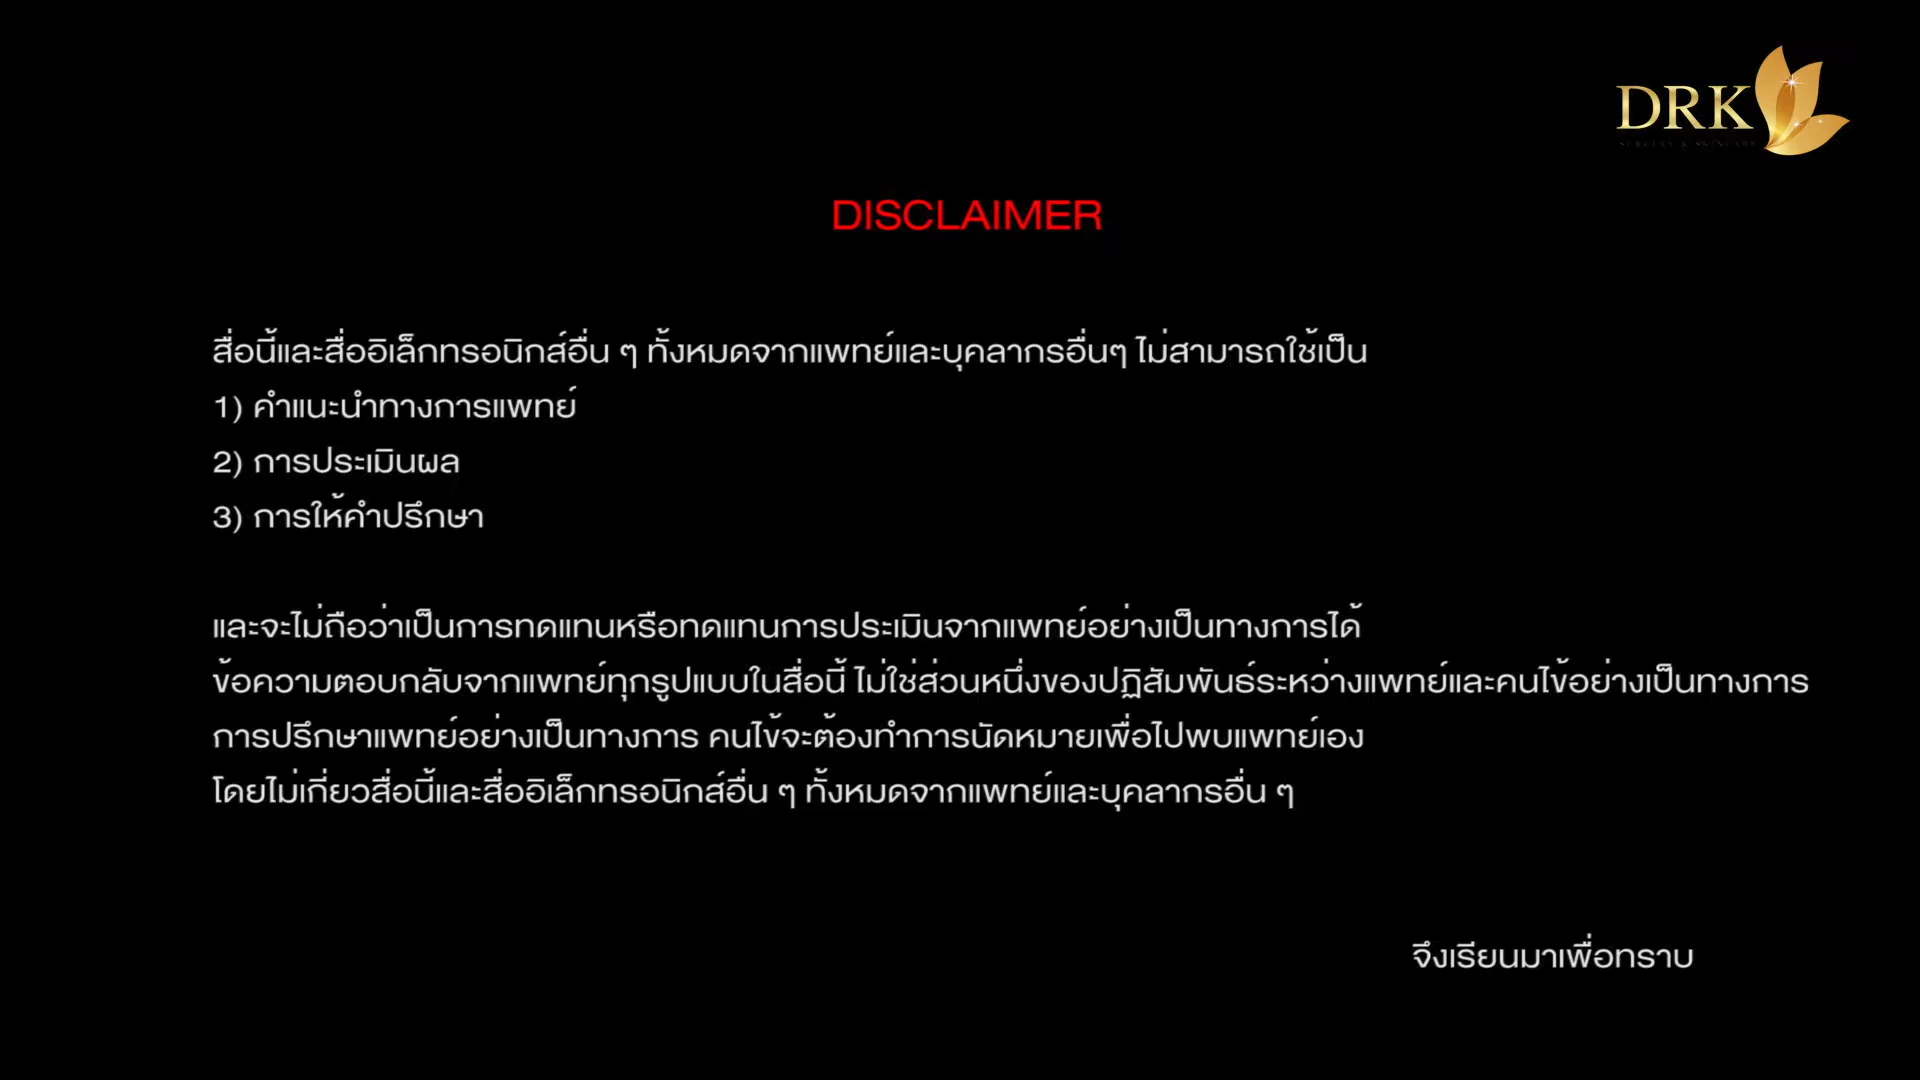 DRK
SURGERY & SKINCARE
DISCLAIMER
สื่อนี้และสื่ออิเล็กทรอนิกส์อื่น ๆ ทั้งหมดจากแพทย์และบุคลากรอื่นๆ ไม่สามารถใช้เป็น
1) คำแนะนำทางการแพทย์
2) การประเมินผล
3) การให้คำปรึกษา
และจะไม่ถือว่าเป็นการทดแทนหรือทดแทนการประเมินจากแพทย์อย่างเป็นทางการได้
ข้อความตอบกลับจากแพทย์ทุกรูปแบบในสื่อนี้ ไม่ใช่ส่วนหนึ่งของปฏิสัมพันธ์ระหว่างแพทย์และคนไข้อย่างเป็นทางการ
การปรึกษาแพทย์อย่างเป็นทางการ คนไข้จะต้องทำการนัดหมายเพื่อไปพบแพทย์เอง
โดยไม่เกี่ยวสื่อนี้และสื่ออิเล็กทรอนิกส์อื่น ๆ ทั้งหมดจากแพทย์และบุคลากรอื่น ๆ
จึงเรียนมาเพื่อทราบ